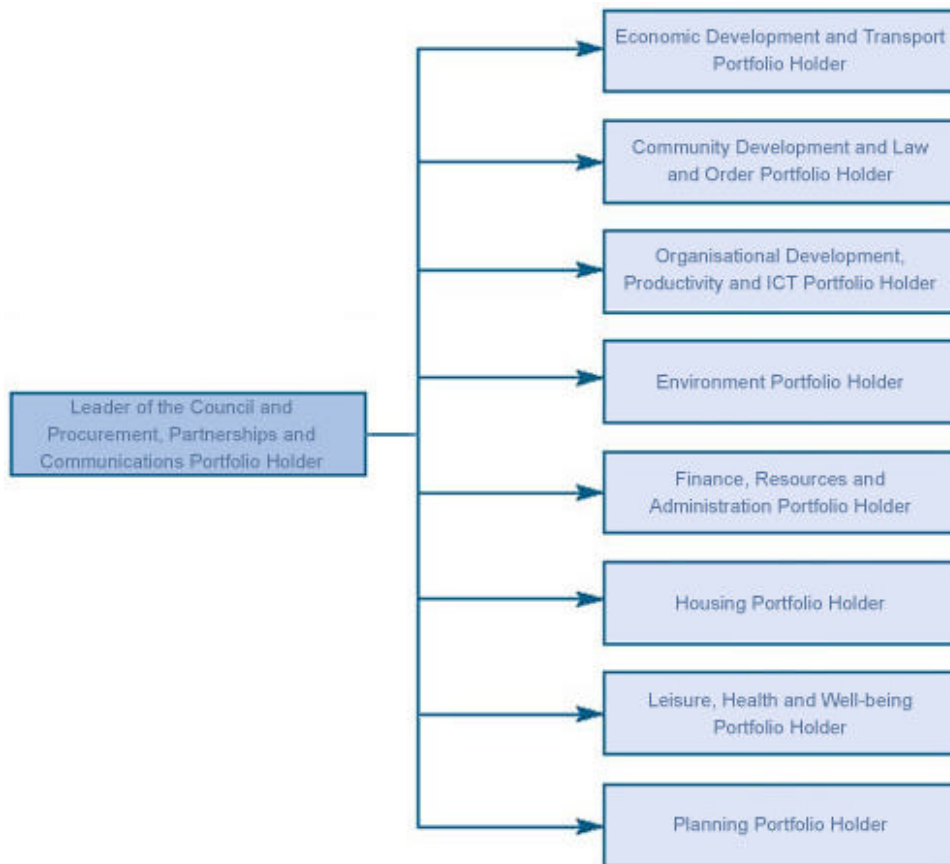 Economic Development and Transport
Portfolio Holder
Community Development and Law
and Order Portfolio Holder
Organisational Development,
Productivity and ICT Portfolio Holder
Environment Portfolio Holder
Leader of the Council and
Procurement, Partnerships and
Communications Portfolio Holder
Finance, Resources and
Administration Portfolio Holder
Housing Portfolio Holder
Leisure, Health and Well-being
Portfolio Holder
Planning Portfolio Holder